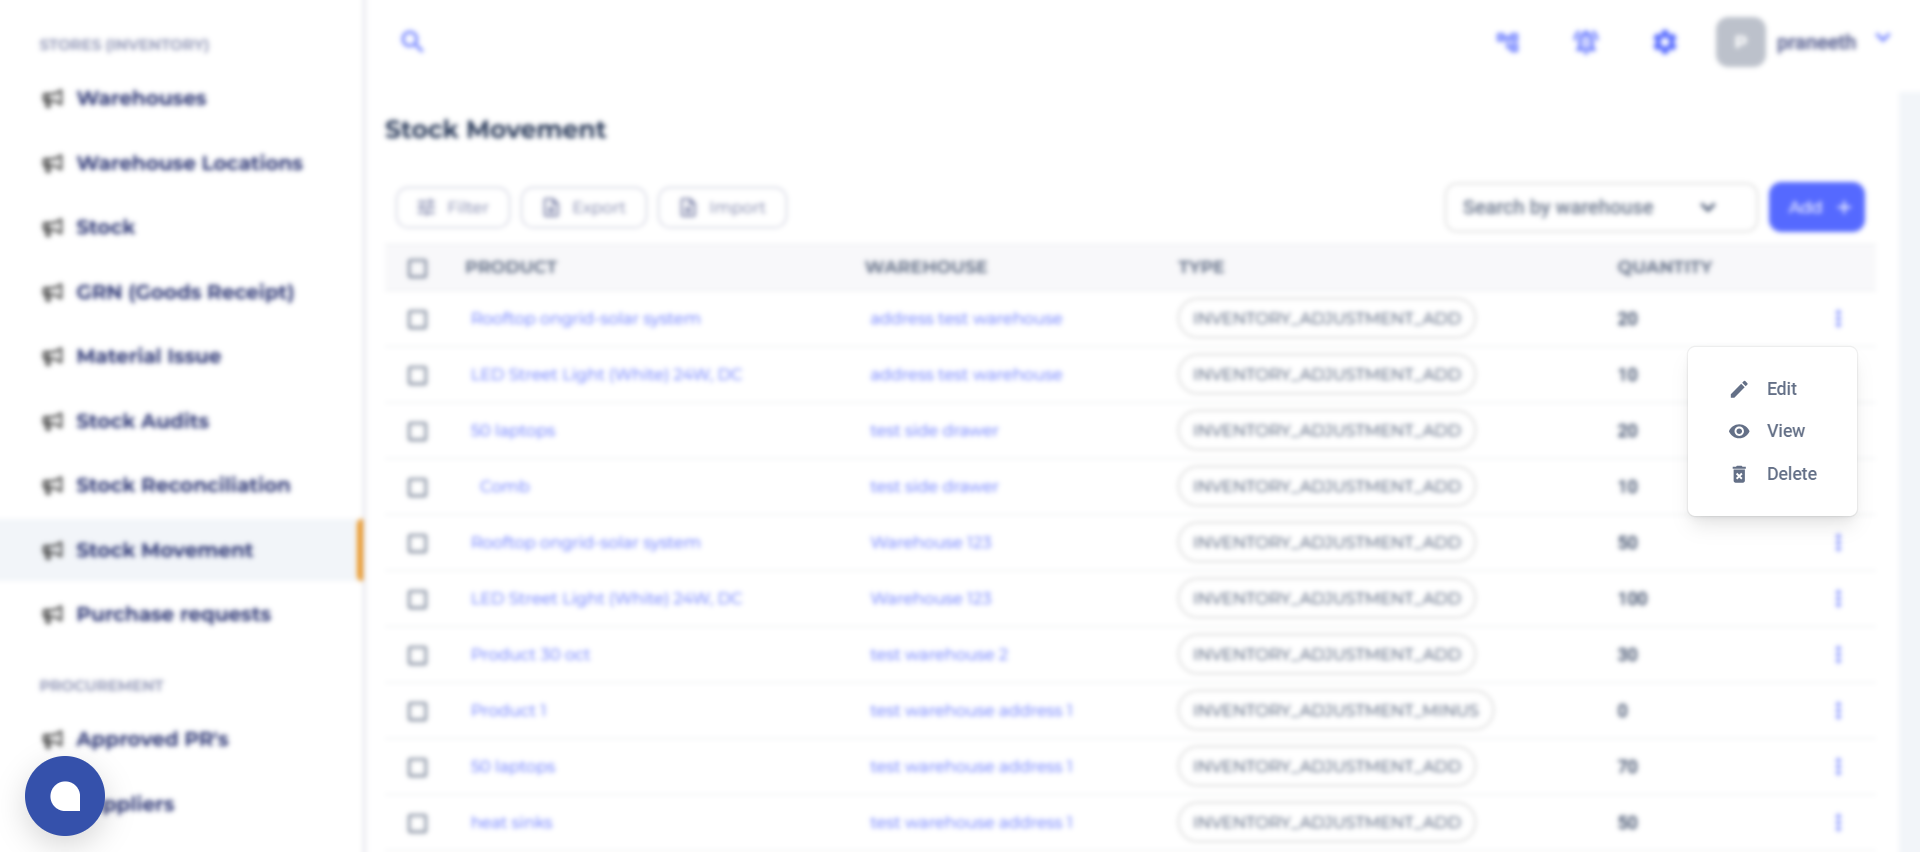 STORES (INVENTORY)
Warehouses
Warehouse Locations
Stock
GRN (Goods Receipt)
Material Issue
Stock Audits
Stock Reconciliation
Stock Movement
Purchase requests
PROCUREMENT
Approved PR's
ppliers
P praneeth
Stock Movement
Filter Export Import Search by warehouse Add +
PRODUCT WAREHOUSE TYPE QUANTITY
Rooftop ongrid-solar system address test warehouse INVENTORY_ADJUSTMENT_ADD 20
LED Street Light (White) 24W, DC address test warehouse INVENTORY_ADJUSTMENT_ADD 10
50 laptops test side drawer INVENTORY_ADJUSTMENT_ADD 20
Comb test side drawer INVENTORY_ADJUSTMENT_ADD 10
Rooftop ongrid-solar system Warehouse 123 INVENTORY_ADJUSTMENT_ADD 50
LED Street Light (White) 24W, DC Warehouse 123 INVENTORY_ADJUSTMENT_ADD 100
Product 30 oct test warehouse 2 INVENTORY_ADJUSTMENT_ADD 30
Product 1 test warehouse address 1 INVENTORY_ADJUSTMENT_MINUS 0
50 laptops test warehouse address 1 INVENTORY_ADJUSTMENT_ADD 70
heat sinks test warehouse address 1 INVENTORY_ADJUSTMENT_ADD 50
Edit
View
Delete